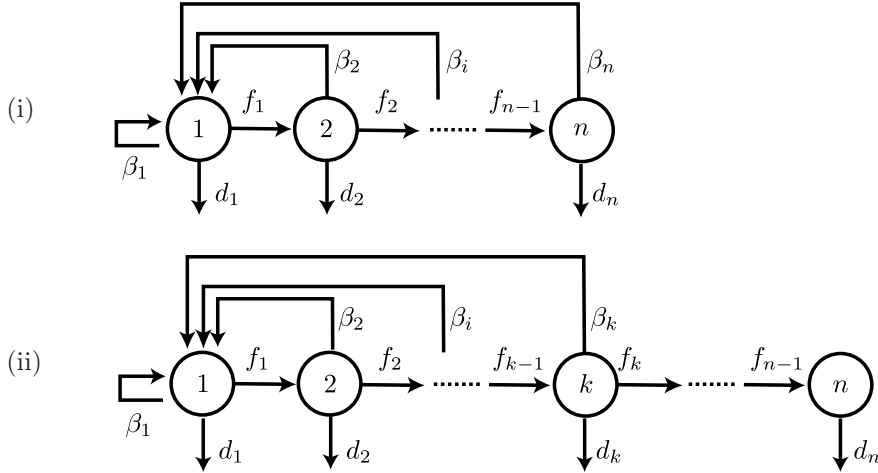 β₂ βᵢ βₙ
(i) 1 f₁ 2 f₂ fₙ₋₁ n
β₁ d₁ d₂ dₙ
β₂ βᵢ βₖ
(ii) 1 f₁ 2 f₂ fₖ₋₁ k fₖ fₙ₋₁ n
β₁ d₁ d₂ dₖ dₙ